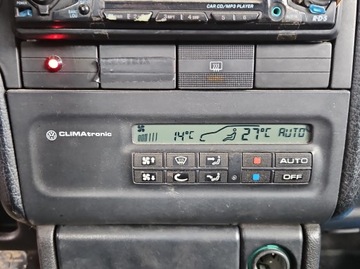 CAR CD/MP3 PLAYER
CLIMAtronic 14°C 27°C AUTO
AUTO
OFF